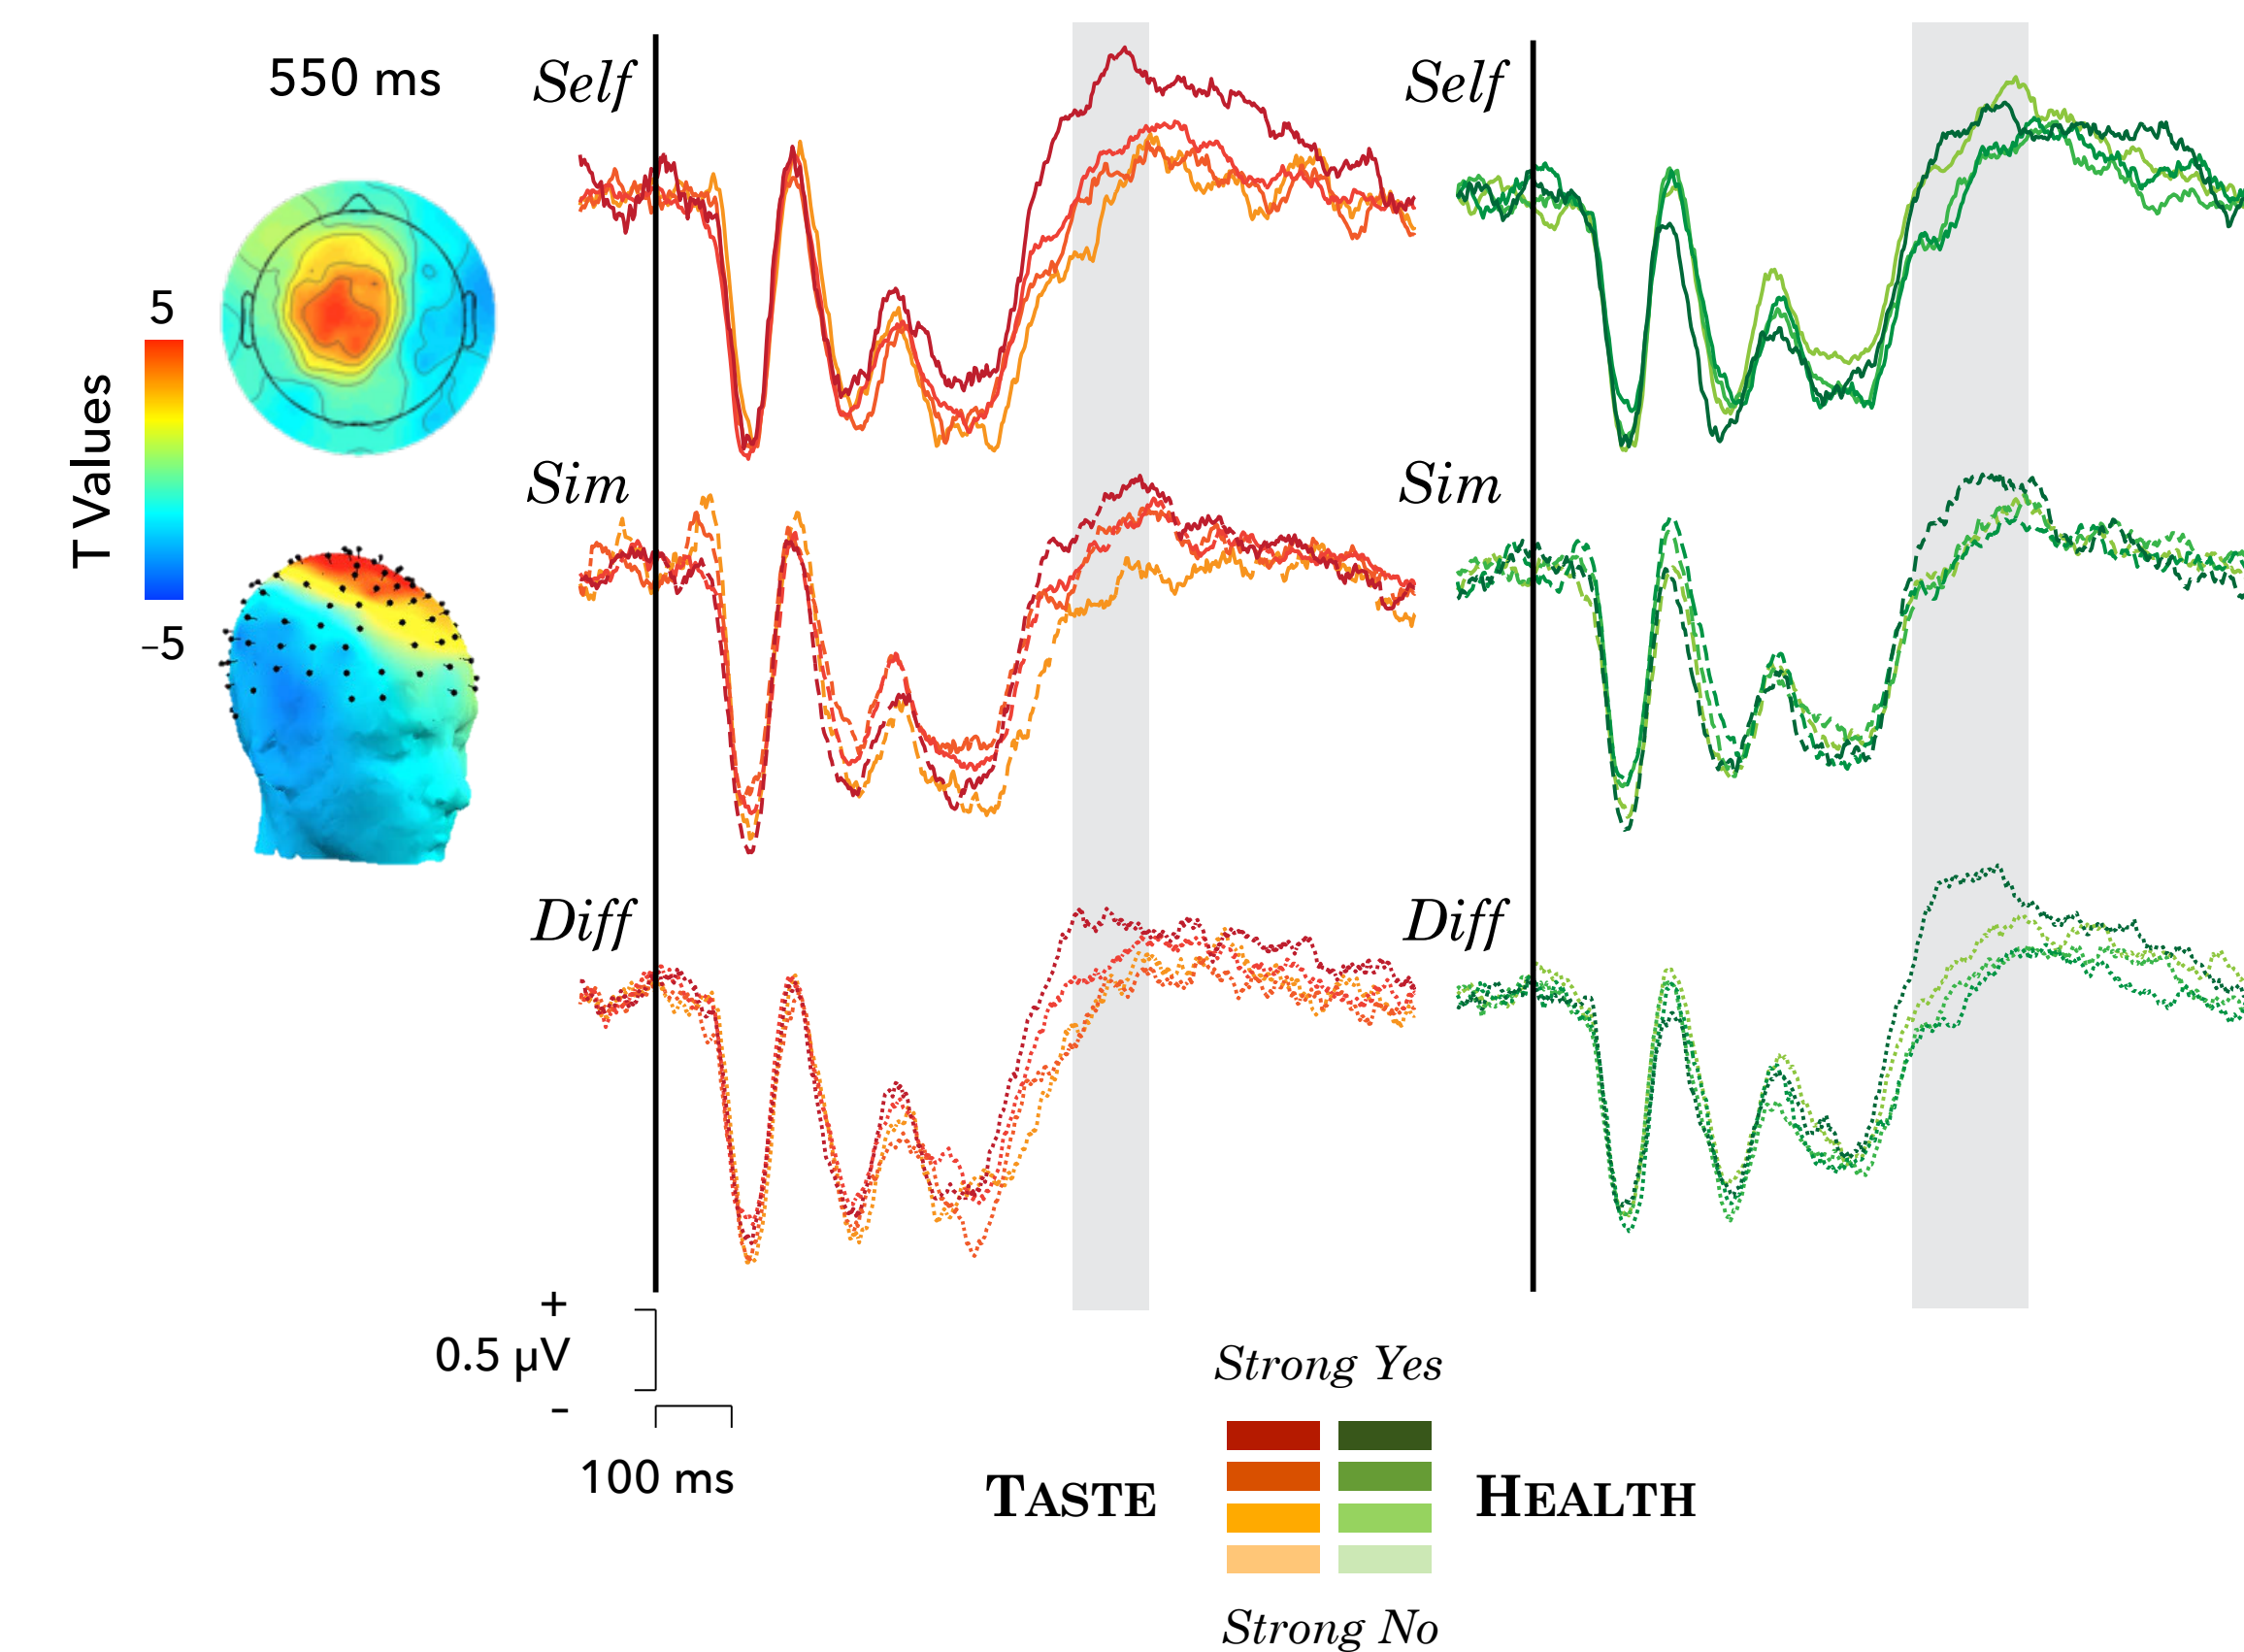 550 ms
Self
Self
5
T Values
-5
Sim
Sim
Diff
Diff
+
0.5 µV
–
100 ms
Strong Yes
TASTE
HEALTH
Strong No